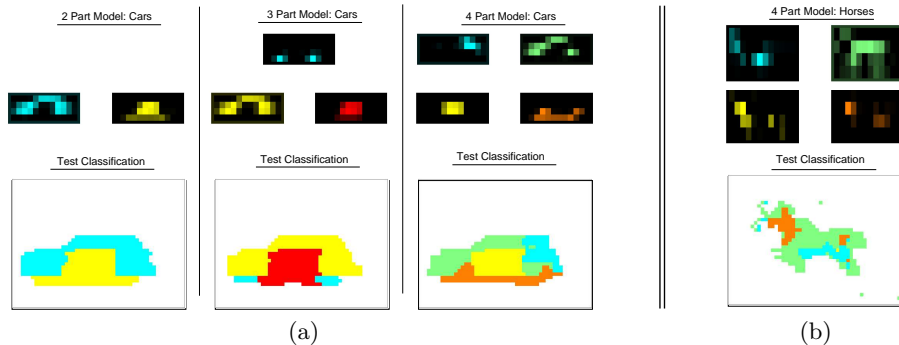 2 Part Model: Cars
3 Part Model: Cars
4 Part Model: Cars
4 Part Model: Horses
Test Classification
Test Classification
Test Classification
Test Classification
(a)
(b)